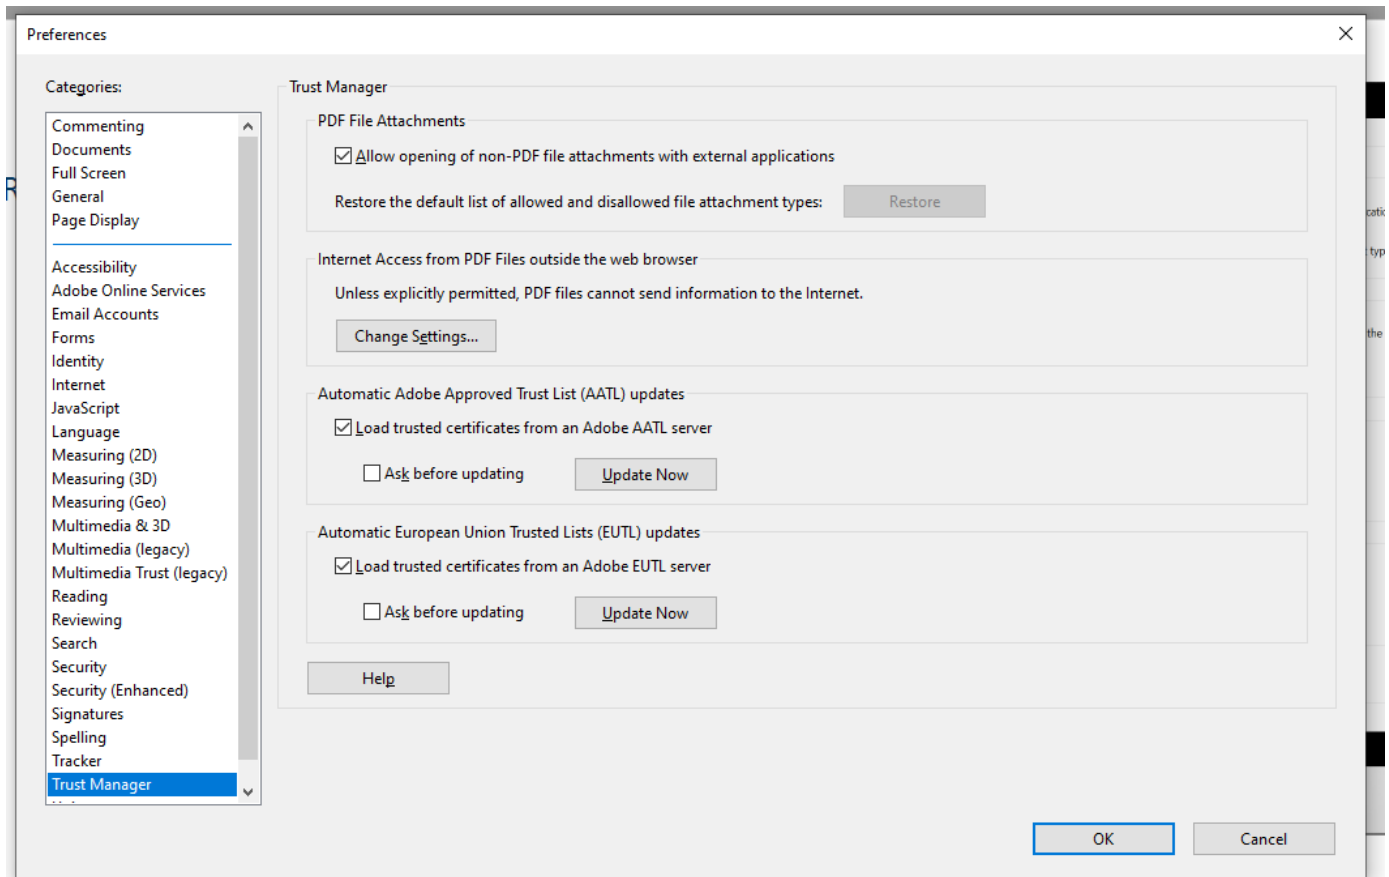 Preferences
Categories:
Commenting
Documents
Full Screen
General
Page Display
Accessibility
Adobe Online Services
Email Accounts
Forms
Identity
Internet
JavaScript
Language
Measuring (2D)
Measuring (3D)
Measuring (Geo)
Multimedia & 3D
Multimedia (legacy)
Multimedia Trust (legacy)
Reading
Reviewing
Search
Security
Security (Enhanced)
Signatures
Spelling
Tracker
Trust Manager
Trust Manager
PDF File Attachments
Allow opening of non-PDF file attachments with external applications
Restore the default list of allowed and disallowed file attachment types: Restore
Internet Access from PDF Files outside the web browser
Unless explicitly permitted, PDF files cannot send information to the Internet.
Change Settings...
Automatic Adobe Approved Trust List (AATL) updates
Load trusted certificates from an Adobe AATL server
Ask before updating Update Now
Automatic European Union Trusted Lists (EUTL) updates
Load trusted certificates from an Adobe EUTL server
Ask before updating Update Now
Help
OK Cancel
the